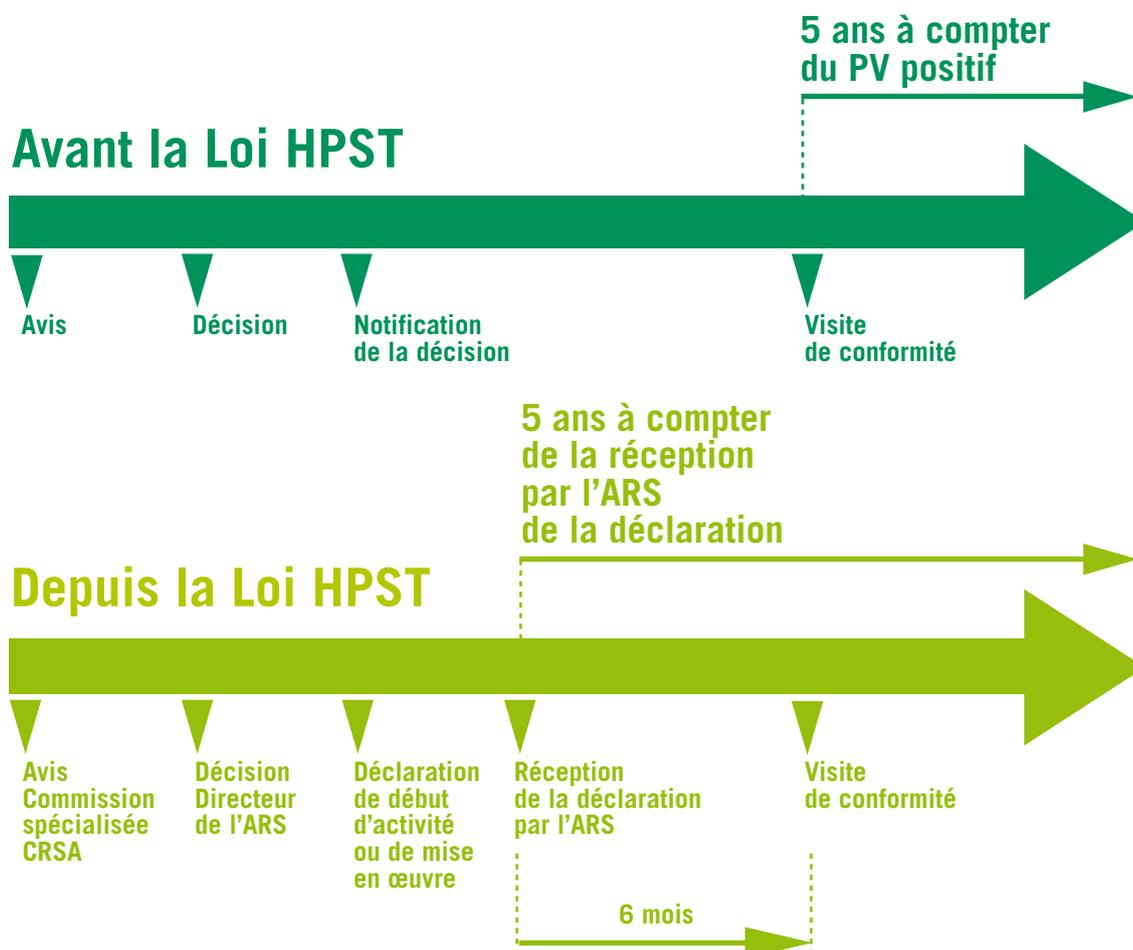 5 ans à compter
du PV positif
Avant la Loi HPST
Avis
Décision
Notification
de la décision
Visite
de conformité
5 ans à compter
de la réception
par l’ARS
de la déclaration
Depuis la Loi HPST
Avis
Commission
spécialisée
CRSA
Décision
Directeur
de l’ARS
Déclaration
de début
d’activité
ou de mise
en œuvre
Réception
de la déclaration
par l’ARS
Visite
de conformité
6 mois